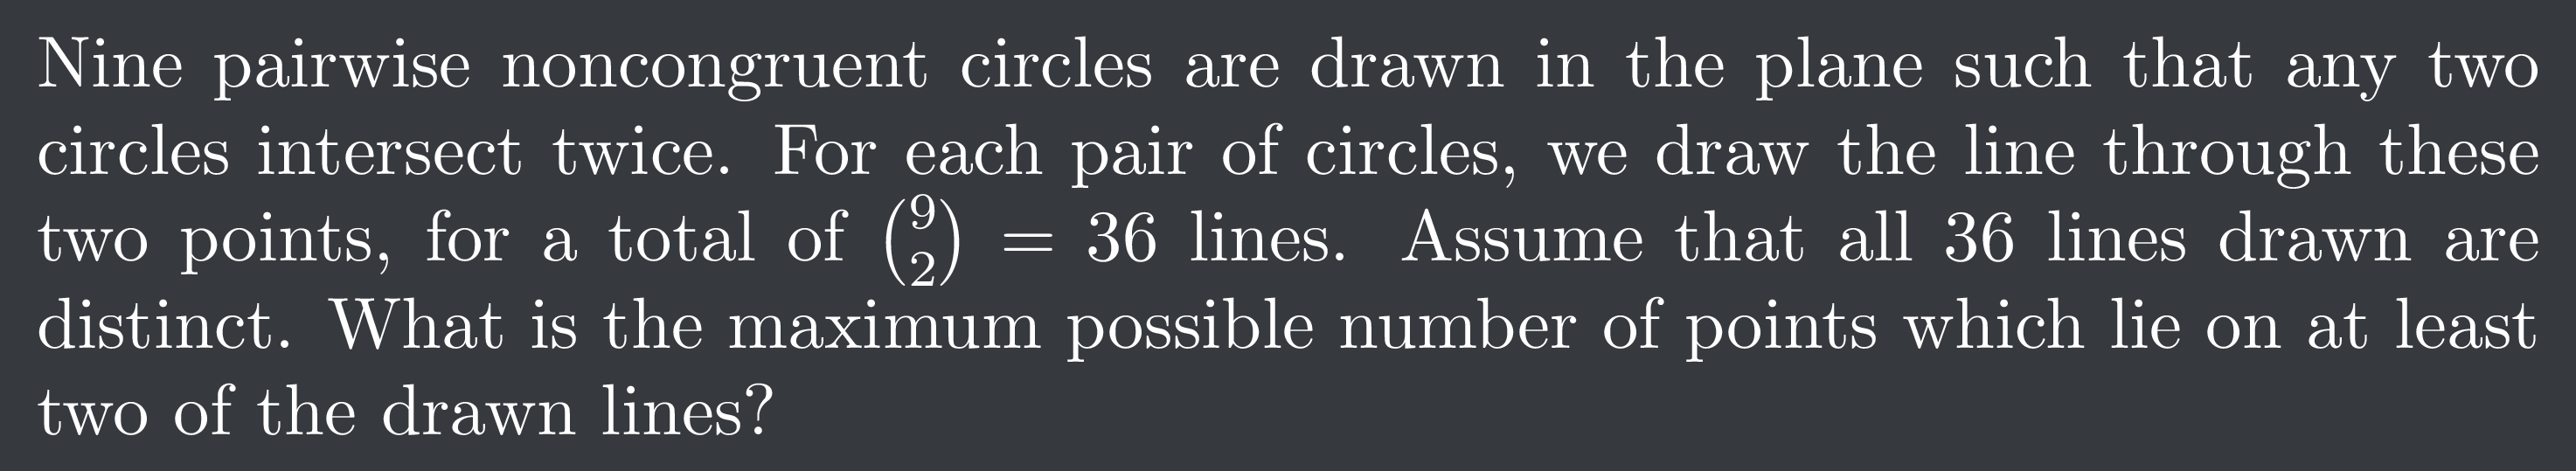 Nine pairwise noncongruent circles are drawn in the plane such that any two
circles intersect twice. For each pair of circles, we draw the line through these
two points, for a total of $\binom{9}{2} = 36$ lines. Assume that all 36 lines drawn are
distinct. What is the maximum possible number of points which lie on at least
two of the drawn lines?